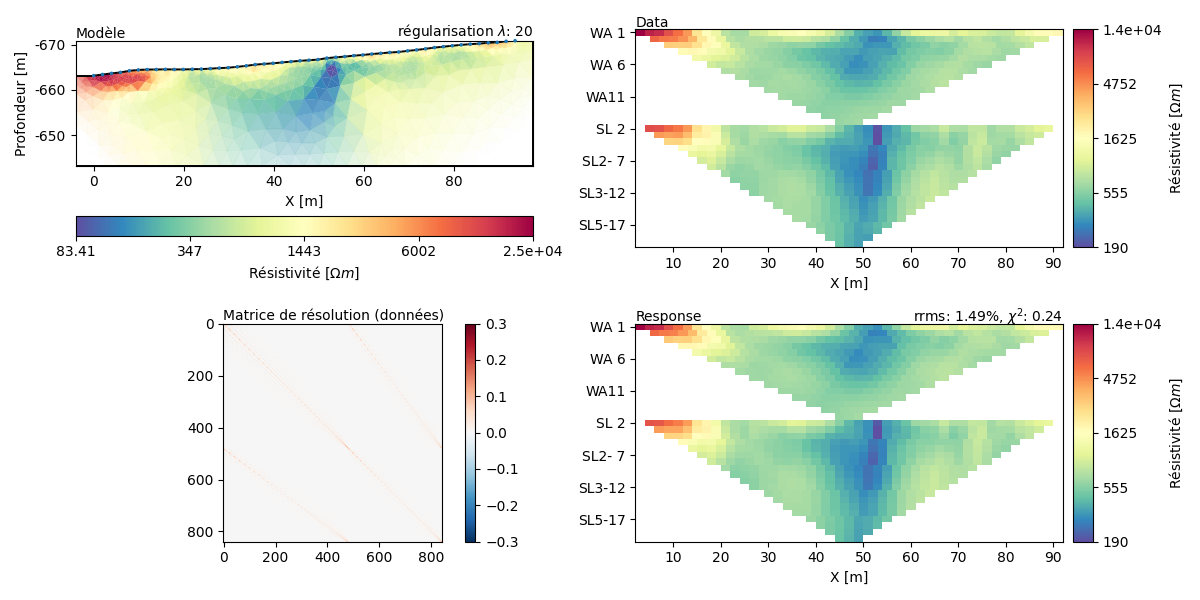 Modèle régularisation λ: 20
-670
-660
-650
Profondeur [m]
0 20 40 60 80
X [m]
83.41 347 1443 6002 2.5e+04
Résistivité [Ωm]
Data
WA 1
WA 6
WA11
SL 2
SL2- 7
SL3-12
SL5-17
10 20 30 40 50 60 70 80 90
X [m]
1.4e+04
4752
1625
555
190
Résistivité [Ωm]
Matrice de résolution (données)
0
200
400
600
800
0 200 400 600 800
0.3
0.2
0.1
0.0
−0.1
−0.2
−0.3
Response rrms: 1.49%, χ²: 0.24
WA 1
WA 6
WA11
SL 2
SL2- 7
SL3-12
SL5-17
10 20 30 40 50 60 70 80 90
X [m]
1.4e+04
4752
1625
555
190
Résistivité [Ωm]